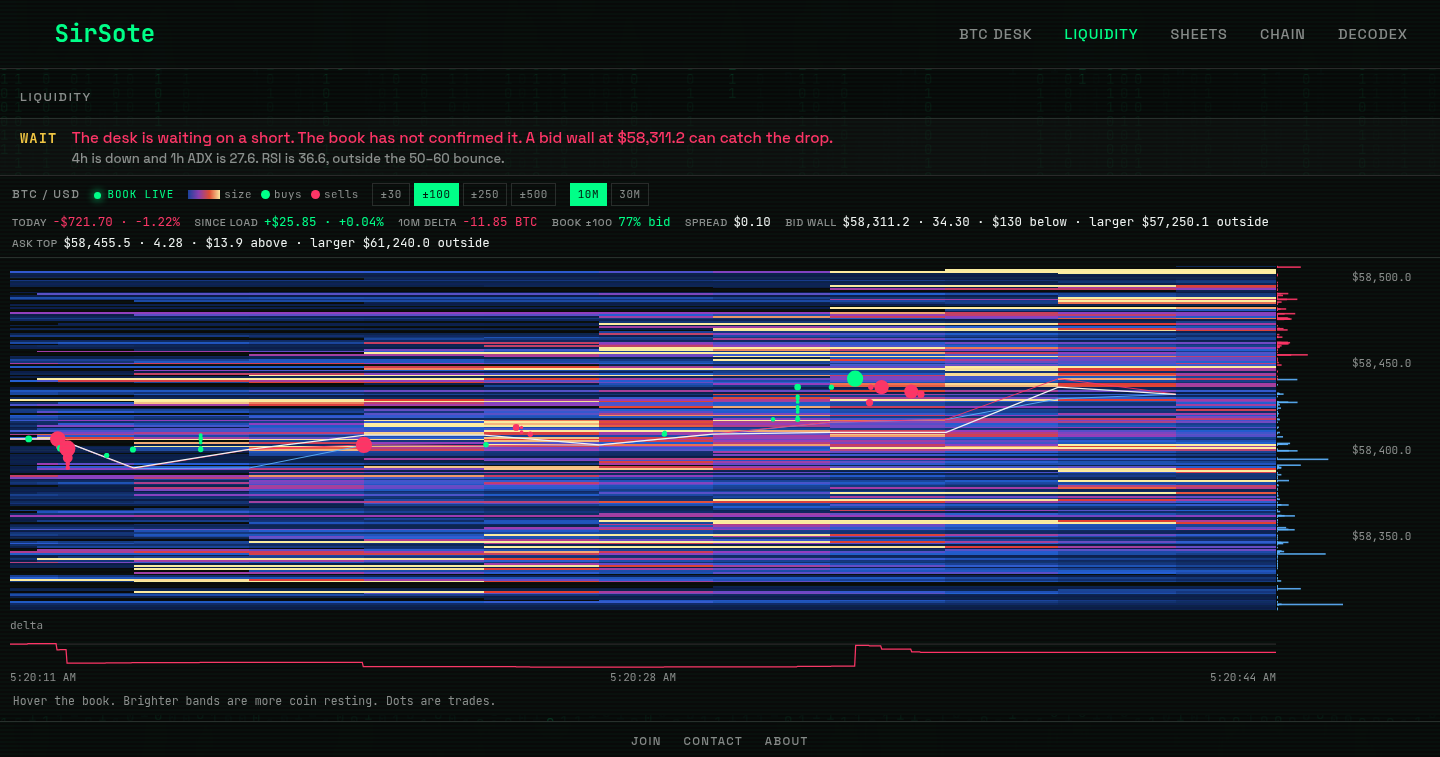 SirSote
BTC DESK LIQUIDITY SHEETS CHAIN DECODEX
LIQUIDITY
WAIT The desk is waiting on a short. The book has not confirmed it. A bid wall at $58,311.2 can catch the drop.
4h is down and 1h ADX is 27.6. RSI is 36.6, outside the 50–60 bounce.
BTC / USD BOOK LIVE size buys sells ±30 ±100 ±250 ±500 10M 30M
TODAY -$721.70 · -1.22% SINCE LOAD +$25.85 · +0.04% 10M DELTA -11.85 BTC BOOK ±100 77% bid SPREAD $0.10 BID WALL $58,311.2 · 34.30 · $130 below · larger $57,250.1 outside
ASK TOP $58,455.5 · 4.28 · $13.9 above · larger $61,240.0 outside
$58,500.0
$58,450.0
$58,400.0
$58,350.0
delta
5:20:11 AM 5:20:28 AM 5:20:44 AM
Hover the book. Brighter bands are more coin resting. Dots are trades.
JOIN CONTACT ABOUT